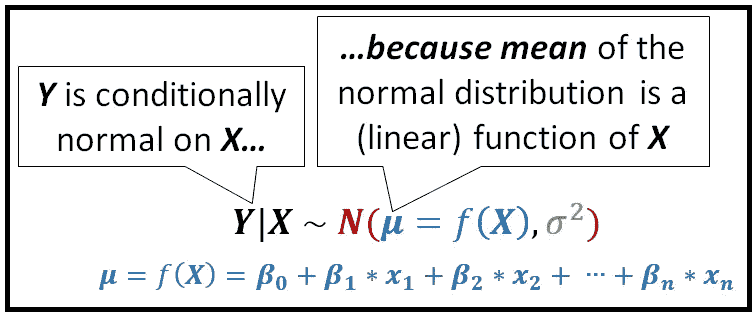 Y is conditionally
normal on X...
...because mean of the
normal distribution is a
(linear) function of X
Y|X ~ N(μ = f(X), σ²)
μ = f(X) = β₀ + β₁ * x₁ + β₂ * x₂ + ⋯ + βₙ * xₙ